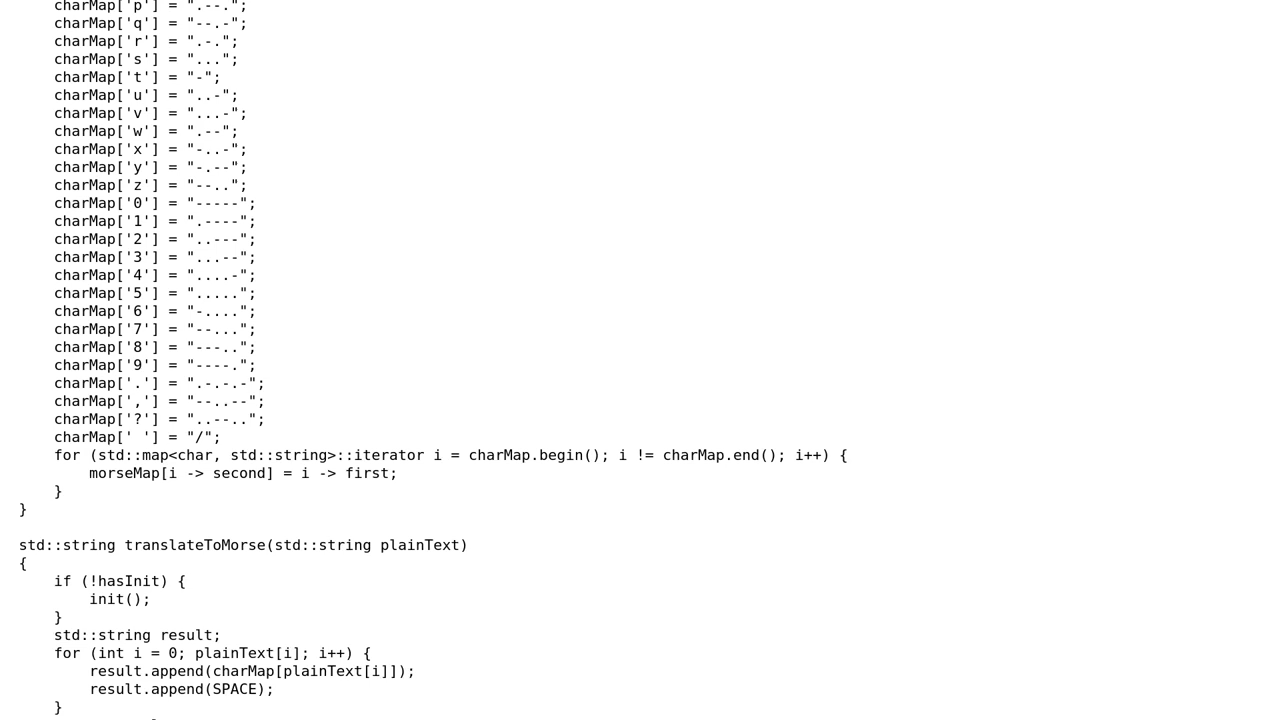 charMap['p'] = ".--.";
    charMap['q'] = "--.-";
    charMap['r'] = ".-.";
    charMap['s'] = "...";
    charMap['t'] = "-";
    charMap['u'] = "..-";
    charMap['v'] = "...-";
    charMap['w'] = ".--";
    charMap['x'] = "-..-";
    charMap['y'] = "-.--";
    charMap['z'] = "--..";
    charMap['0'] = "-----";
    charMap['1'] = ".----";
    charMap['2'] = "..---";
    charMap['3'] = "...--";
    charMap['4'] = "....-";
    charMap['5'] = ".....";
    charMap['6'] = "-....";
    charMap['7'] = "--...";
    charMap['8'] = "---..";
    charMap['9'] = "----.";
    charMap['.'] = ".-.-.-";
    charMap[','] = "--..--";
    charMap['?'] = "..--..";
    charMap[' '] = "/";
    for (std::map<char, std::string>::iterator i = charMap.begin(); i != charMap.end(); i++) {
        morseMap[i -> second] = i -> first;
    }
}

std::string translateToMorse(std::string plainText)
{
    if (!hasInit) {
        init();
    }
    std::string result;
    for (int i = 0; plainText[i]; i++) {
        result.append(charMap[plainText[i]]);
        result.append(SPACE);
    }